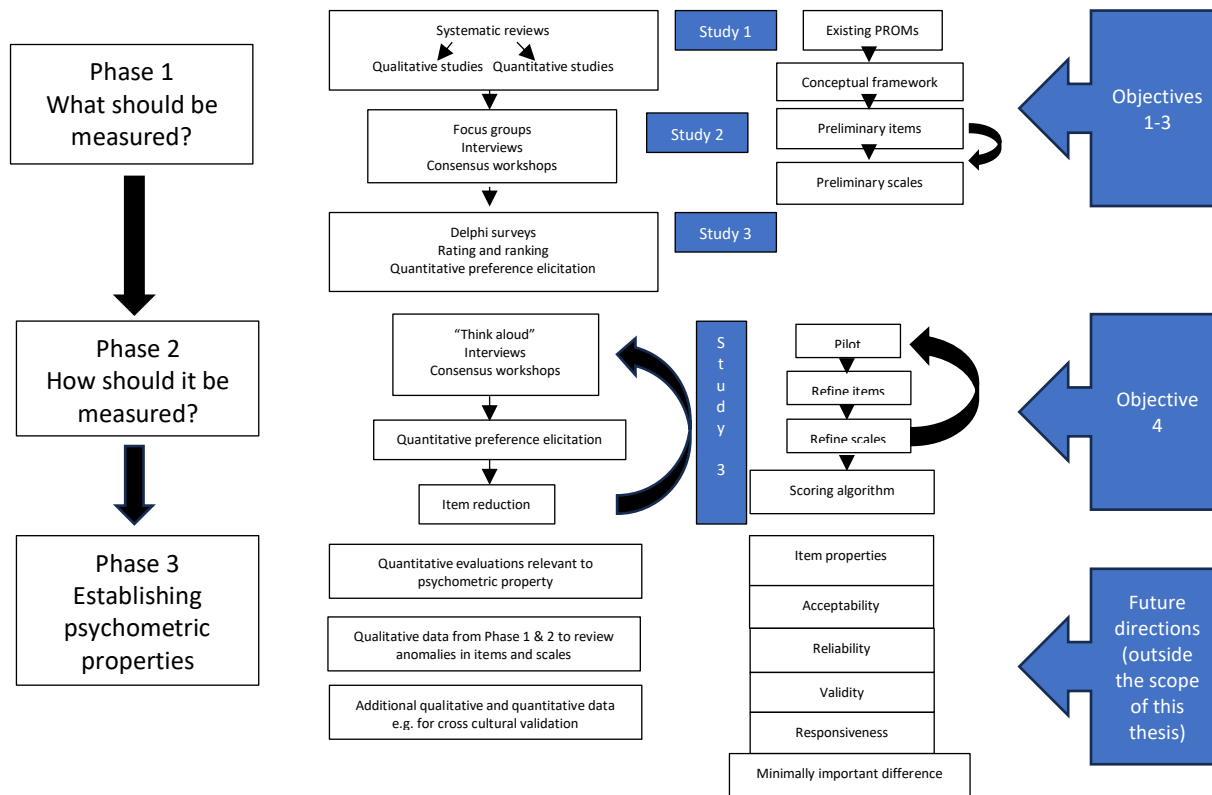 Phase 1
What should be
measured?
Systematic reviews
Qualitative studies Quantitative studies
Focus groups
Interviews
Consensus workshops
Delphi surveys
Rating and ranking
Quantitative preference elicitation
Study 1
Study 2
Study 3
Existing PROMs
Conceptual framework
Preliminary items
Preliminary scales
Objectives
1-3
Phase 2
How should it be
measured?
“Think aloud”
Interviews
Consensus workshops
Quantitative preference elicitation
Item reduction
S
t
u
d
y
3
Pilot
Refine items
Refine scales
Scoring algorithm
Objective
4
Phase 3
Establishing
psychometric
properties
Quantitative evaluations relevant to
psychometric property
Qualitative data from Phase 1 & 2 to review
anomalies in items and scales
Additional qualitative and quantitative data
e.g. for cross cultural validation
Item properties
Acceptability
Reliability
Validity
Responsiveness
Minimally important difference
Future
directions
(outside
the scope
of this
thesis)